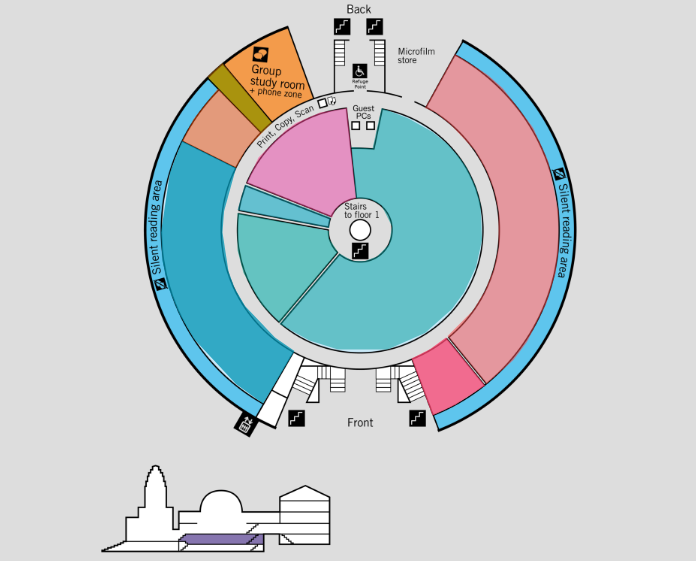 Back
Microfilm
store
Refuge
Point
Group
study room
+ phone zone
Print, Copy, Scan
Guest
PCs
Silent reading area
Stairs
to floor 1
Silent reading area
Front